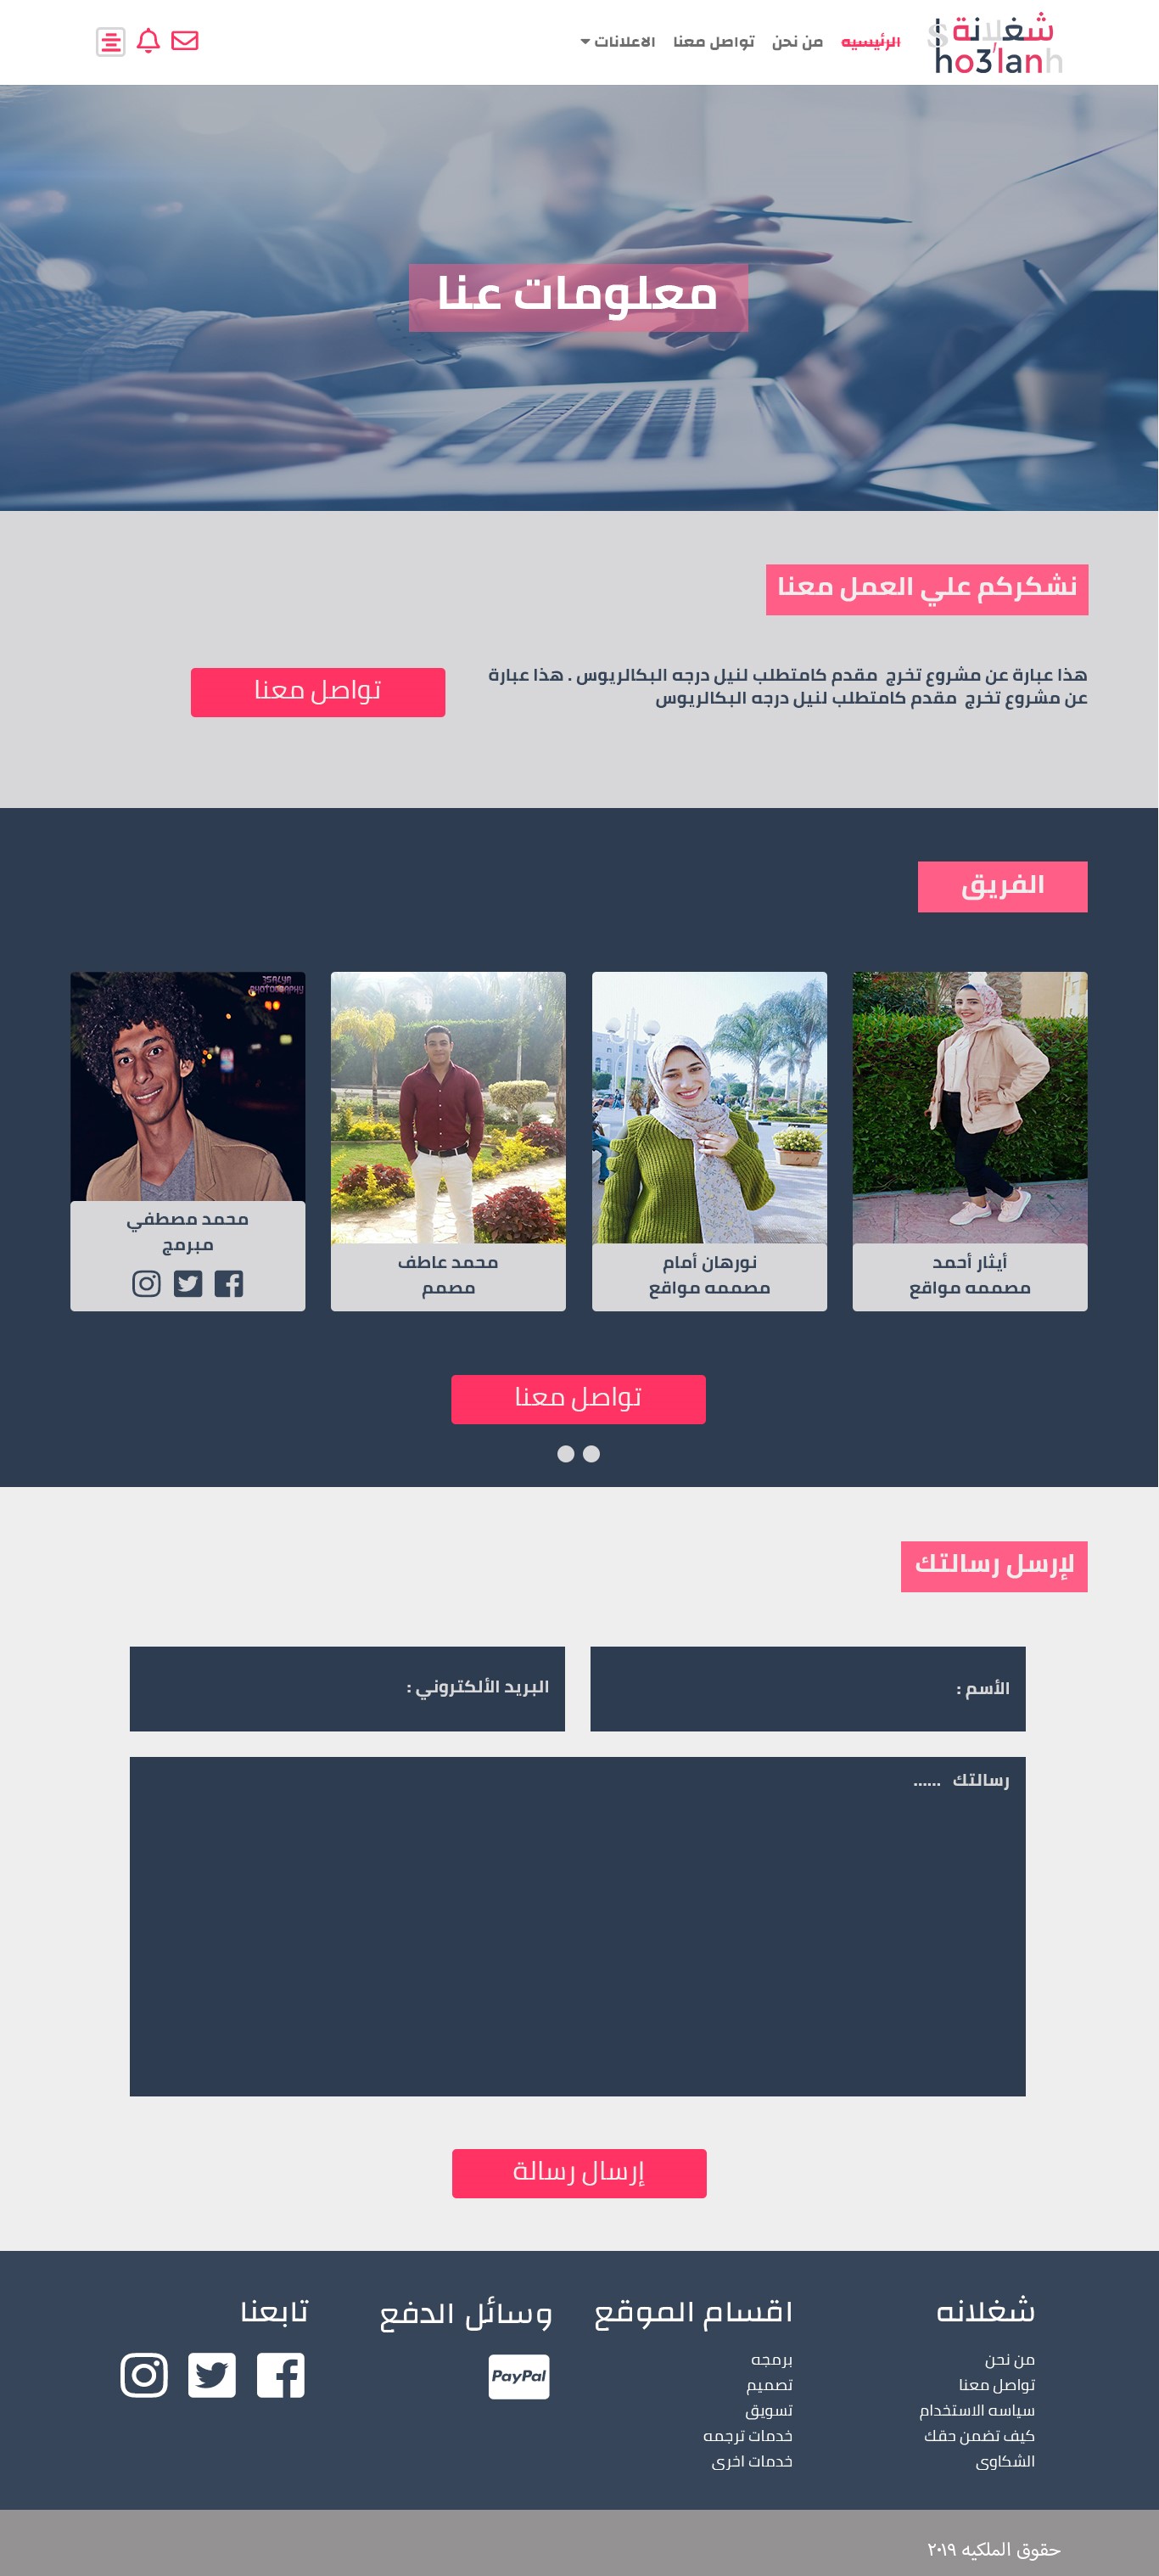 شغلانة
sho3lanh
الرئيسيه
من نحن
تواصل معنا
الاعلانات
معلومات عنا
نشكركم علي العمل معنا
هذا عبارة عن مشروع تخرج مقدم كامتطلب لنيل درجه البكالريوس . هذا عبارة
عن مشروع تخرج مقدم كامتطلب لنيل درجه البكالريوس
تواصل معنا
الفريق
أيثار أحمد
مصممه مواقع
نورهان أمام
مصممه مواقع
محمد عاطف
مصمم
PHOTOGRAPHY
محمد مصطفي
مبرمج
تواصل معنا
لإرسل رسالتك
الأسم :
البريد الألكتروني :
رسالتك ......
إرسال رسالة
شغلانه
من نحن
تواصل معنا
سياسه الاستخدام
كيف تضمن حقك
الشكاوى
اقسام الموقع
برمجه
تصميم
تسويق
خدمات ترجمه
خدمات اخرى
وسائل الدفع
PayPal
تابعنا
حقوق الملكيه ٢٠١٩